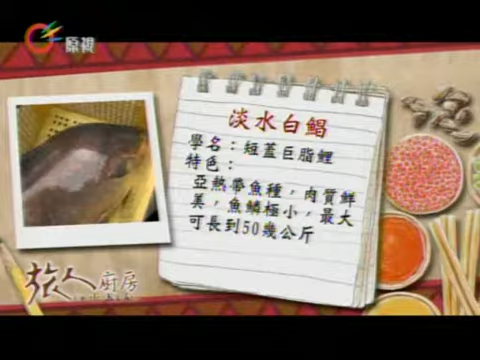 原視
淡水白鯧
學名：短蓋巨脂鯉
特色：
亞熱帶魚種，肉質鮮
美，魚鱗極小，最大
可長到50幾公斤
旅人廚房